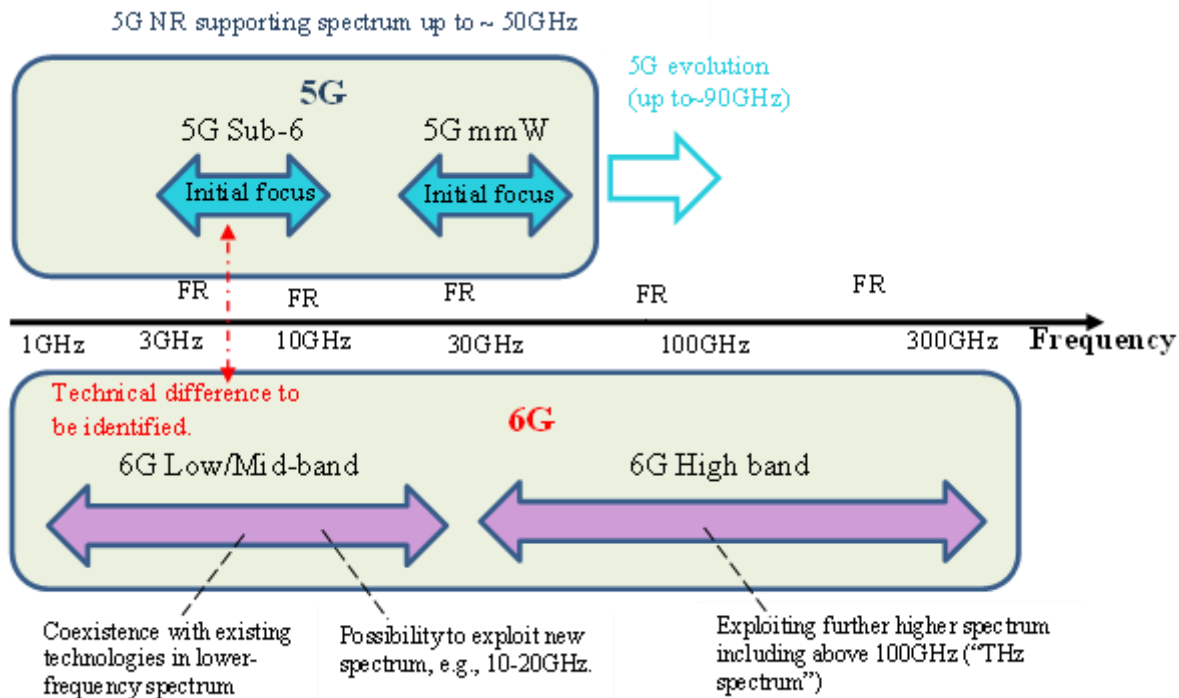 5G NR supporting spectrum up to ~ 50GHz
5G
5G evolution
(up to~90GHz)
5G Sub-6
5G mmW
Initial focus
Initial focus
FR
FR
FR
FR
FR
1GHz
3GHz
10GHz
30GHz
100GHz
300GHz
Frequency
Technical difference to
be identified.
6G
6G Low/Mid-band
6G High band
Coexistence with existing
technologies in lower-
frequency spectrum
Possibility to exploit new
spectrum, e.g., 10-20GHz.
Exploiting further higher spectrum
including above 100GHz (“THz
spectrum”)